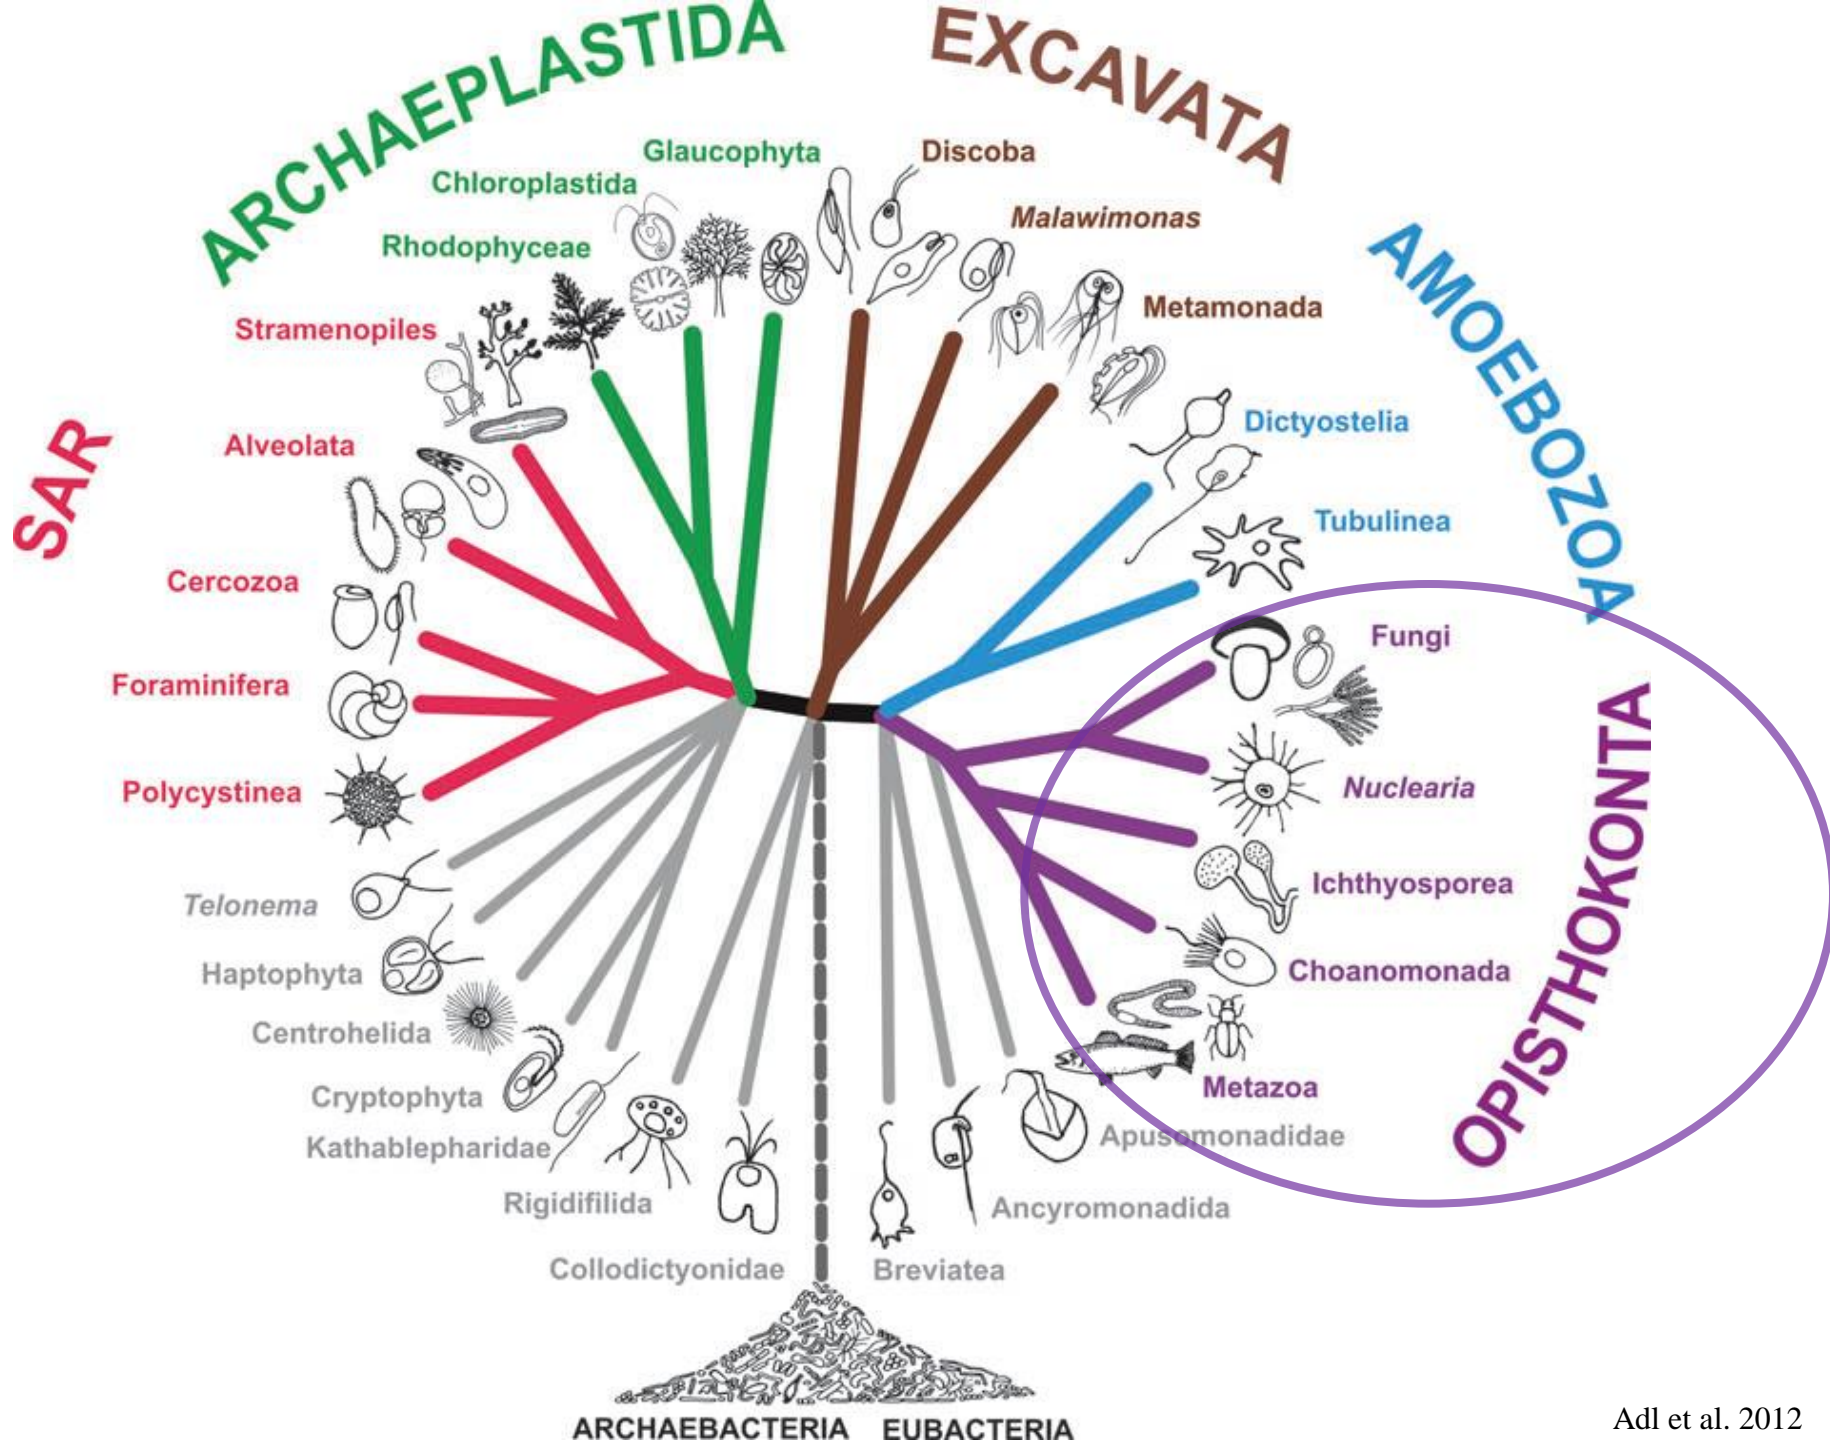 ARCHAEPLASTIDA
EXCAVATA
AMOEBOZOA
OPISTHOKONTA
SAR
Glaucophyta
Chloroplastida
Rhodophyceae
Stramenopiles
Alveolata
Cercozoa
Foraminifera
Polycystinea
Telonema
Haptophyta
Centrohelida
Cryptophyta
Kathablepharidae
Rigidifilida
Collodictyonidae
Discoba
Malawimonas
Metamonada
Dictyostelia
Tubulinea
Fungi
Nuclearia
Ichthyosporea
Choanomonada
Metazoa
Apusomonadidae
Ancyromonadida
Breviatea
ARCHAEBACTERIA EUBACTERIA
Adl et al. 2012